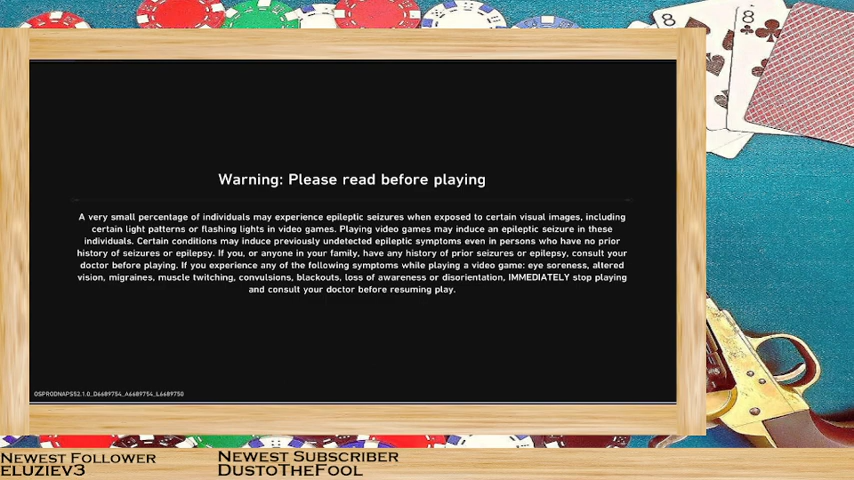 8
8
Warning: Please read before playing
A very small percentage of individuals may experience epileptic seizures when exposed to certain visual images, including
certain light patterns or flashing lights in video games. Playing video games may induce an epileptic seizure in these
individuals. Certain conditions may induce previously undetected epileptic symptoms even in persons who have no prior
history of seizures or epilepsy. If you, or anyone in your family, have any history of prior seizures or epilepsy, consult your
doctor before playing. If you experience any of the following symptoms while playing a video game: eye soreness, altered
vision, migraines, muscle twitching, convulsions, blackouts, loss of awareness or disorientation, IMMEDIATELY stop playing
and consult your doctor before resuming play.
OSPRODNAPS52.1.0_D6689754_A6689754_L6689750
NEWEST FOLLOWER
ELUZIEV3
NEWEST SUBSCRIBER
DUSTOTHEFOOL